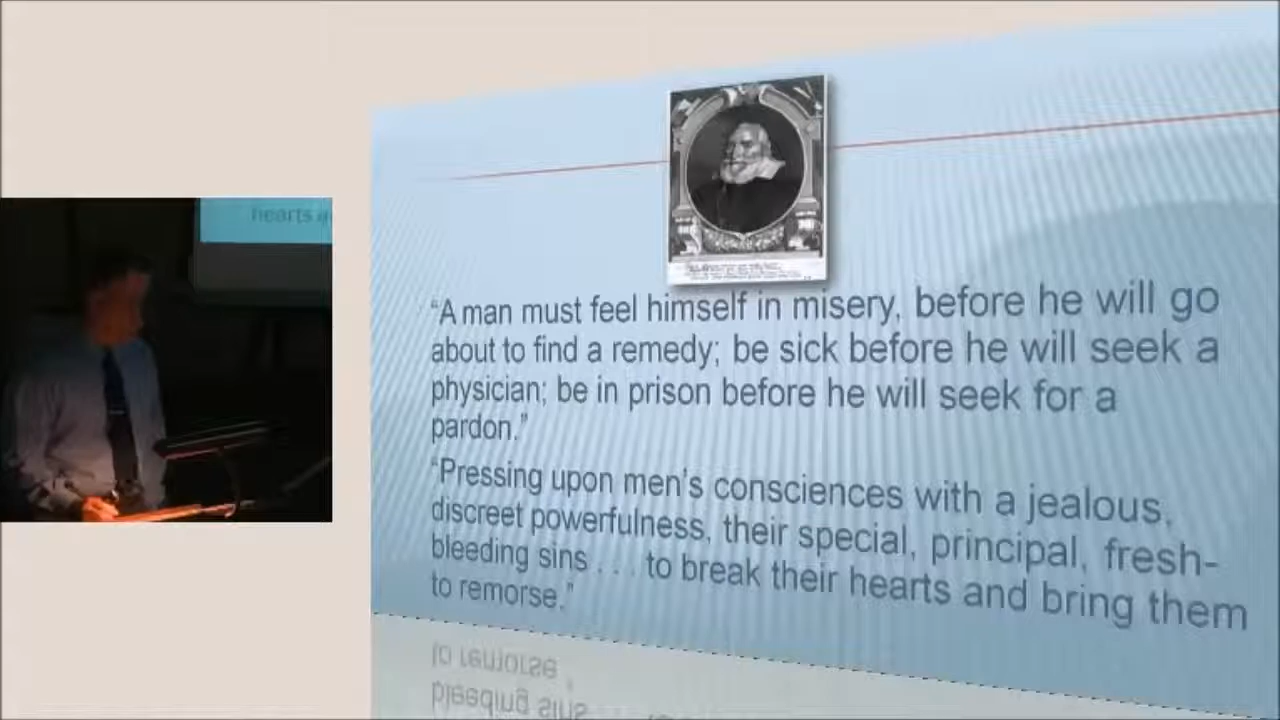 hearts a
“A man must feel himself in misery, before he will go
about to find a remedy; be sick before he will seek a
physician; be in prison before he will seek for a
pardon.”
“Pressing upon men’s consciences with a jealous,
discreet powerfulness, their special, principal, fresh-
bleeding sins . . . to break their hearts and bring them
to remorse.”
to remorse.”
bleeding sins